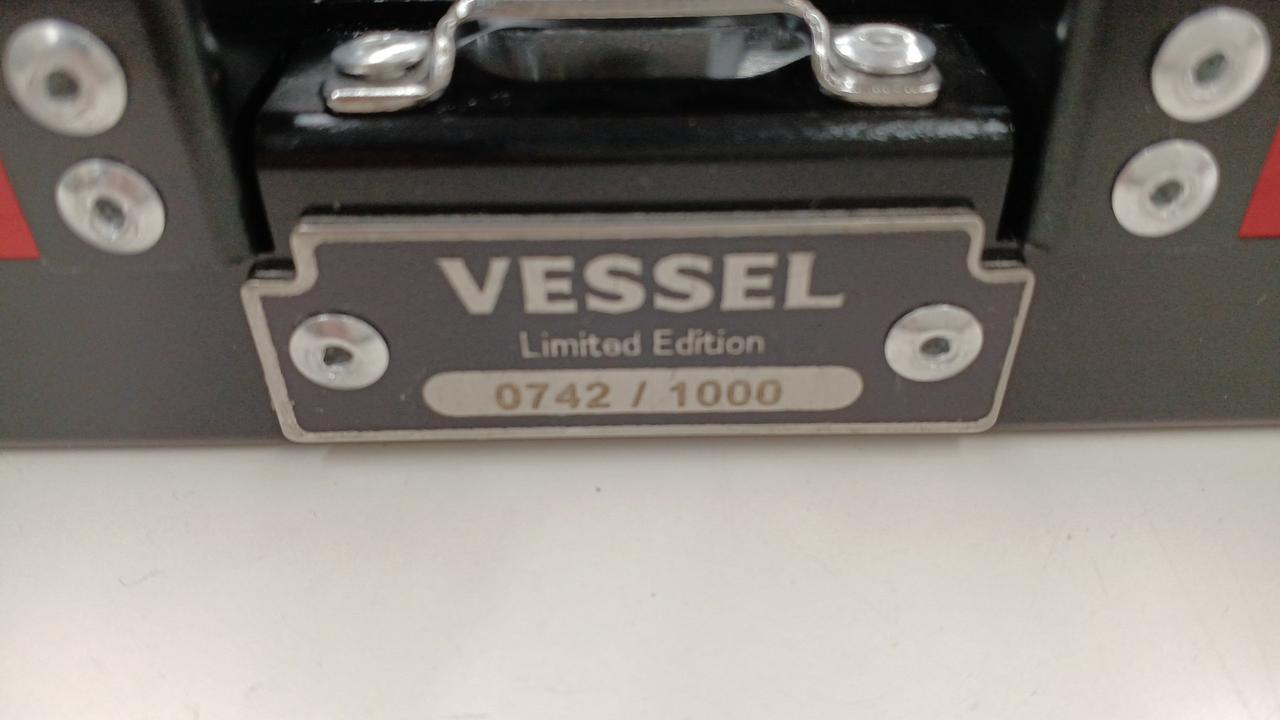 VESSEL
Limited Edition
0742 / 1000